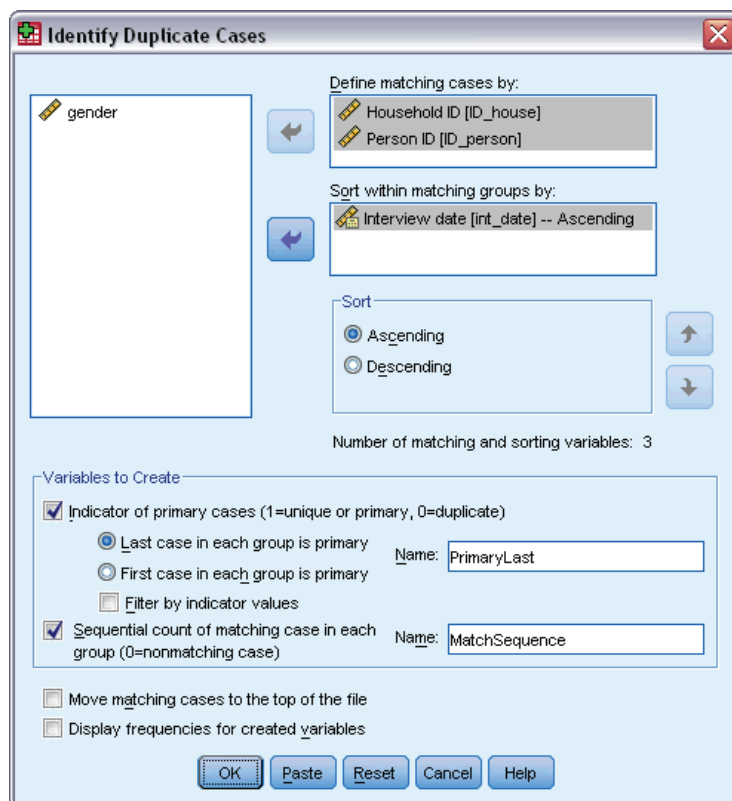 Identify Duplicate Cases
gender
Define matching cases by:
Household ID [ID_house]
Person ID [ID_person]
Sort within matching groups by:
Interview date [int_date] -- Ascending
Sort
Ascending
Descending
Number of matching and sorting variables: 3
Variables to Create
Indicator of primary cases (1=unique or primary, 0=duplicate)
Last case in each group is primary
First case in each group is primary
Name: PrimaryLast
Filter by indicator values
Sequential count of matching case in each
group (0=nonmatching case)
Name: MatchSequence
Move matching cases to the top of the file
Display frequencies for created variables
OK Paste Reset Cancel Help